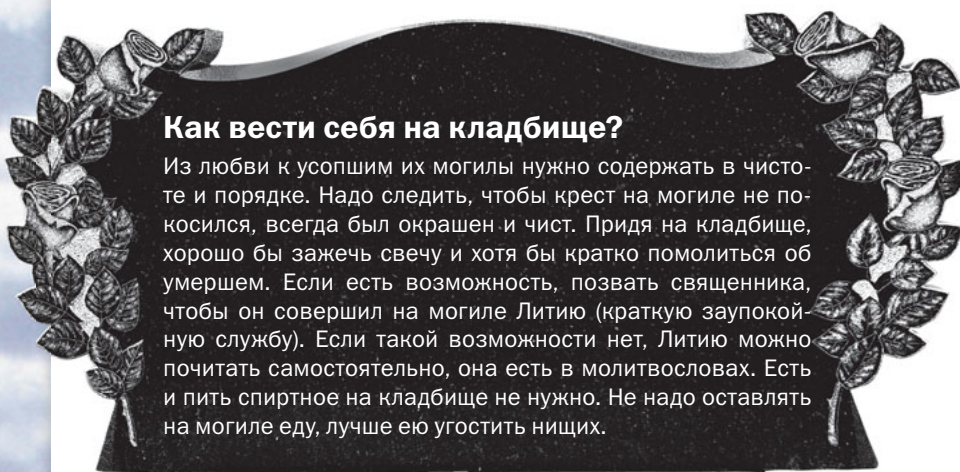 Как вести себя на кладбище?
Из любви к усопшим их могилы нужно содержать в чисто-
те и порядке. Надо следить, чтобы крест на могиле не по-
косился, всегда был окрашен и чист. Придя на кладбище,
хорошо бы зажечь свечу и хотя бы кратко помолиться об
умершем. Если есть возможность, позвать священника,
чтобы он совершил на могиле Литию (краткую заупокой-
ную службу). Если такой возможности нет, Литию можно
почитать самостоятельно, она есть в молитвословах. Есть
и пить спиртное на кладбище не нужно. Не надо оставлять
на могиле еду, лучше ею угостить нищих.